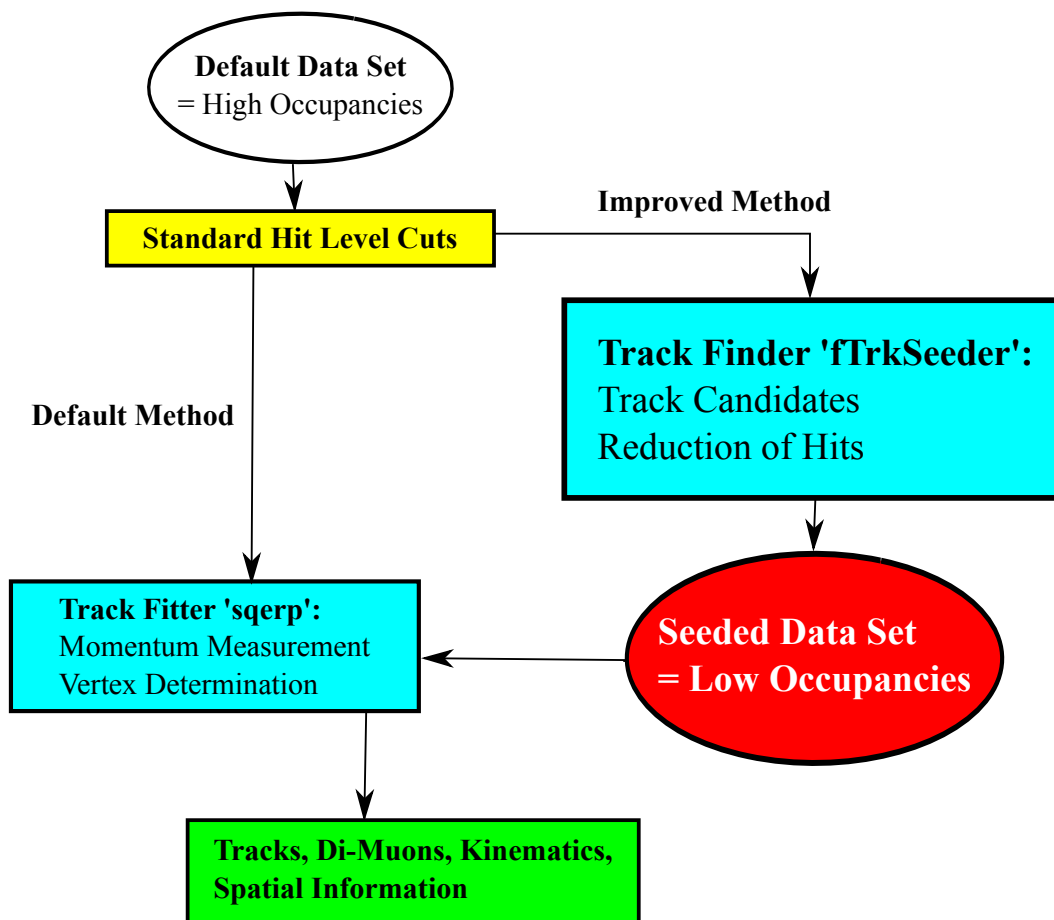 Default Data Set
= High Occupancies
Improved Method
Standard Hit Level Cuts
Track Finder 'fTrkSeeder':
Track Candidates
Reduction of Hits
Default Method
Track Fitter 'sqerp':
Momentum Measurement
Vertex Determination
Seeded Data Set
= Low Occupancies
Tracks, Di-Muons, Kinematics,
Spatial Information